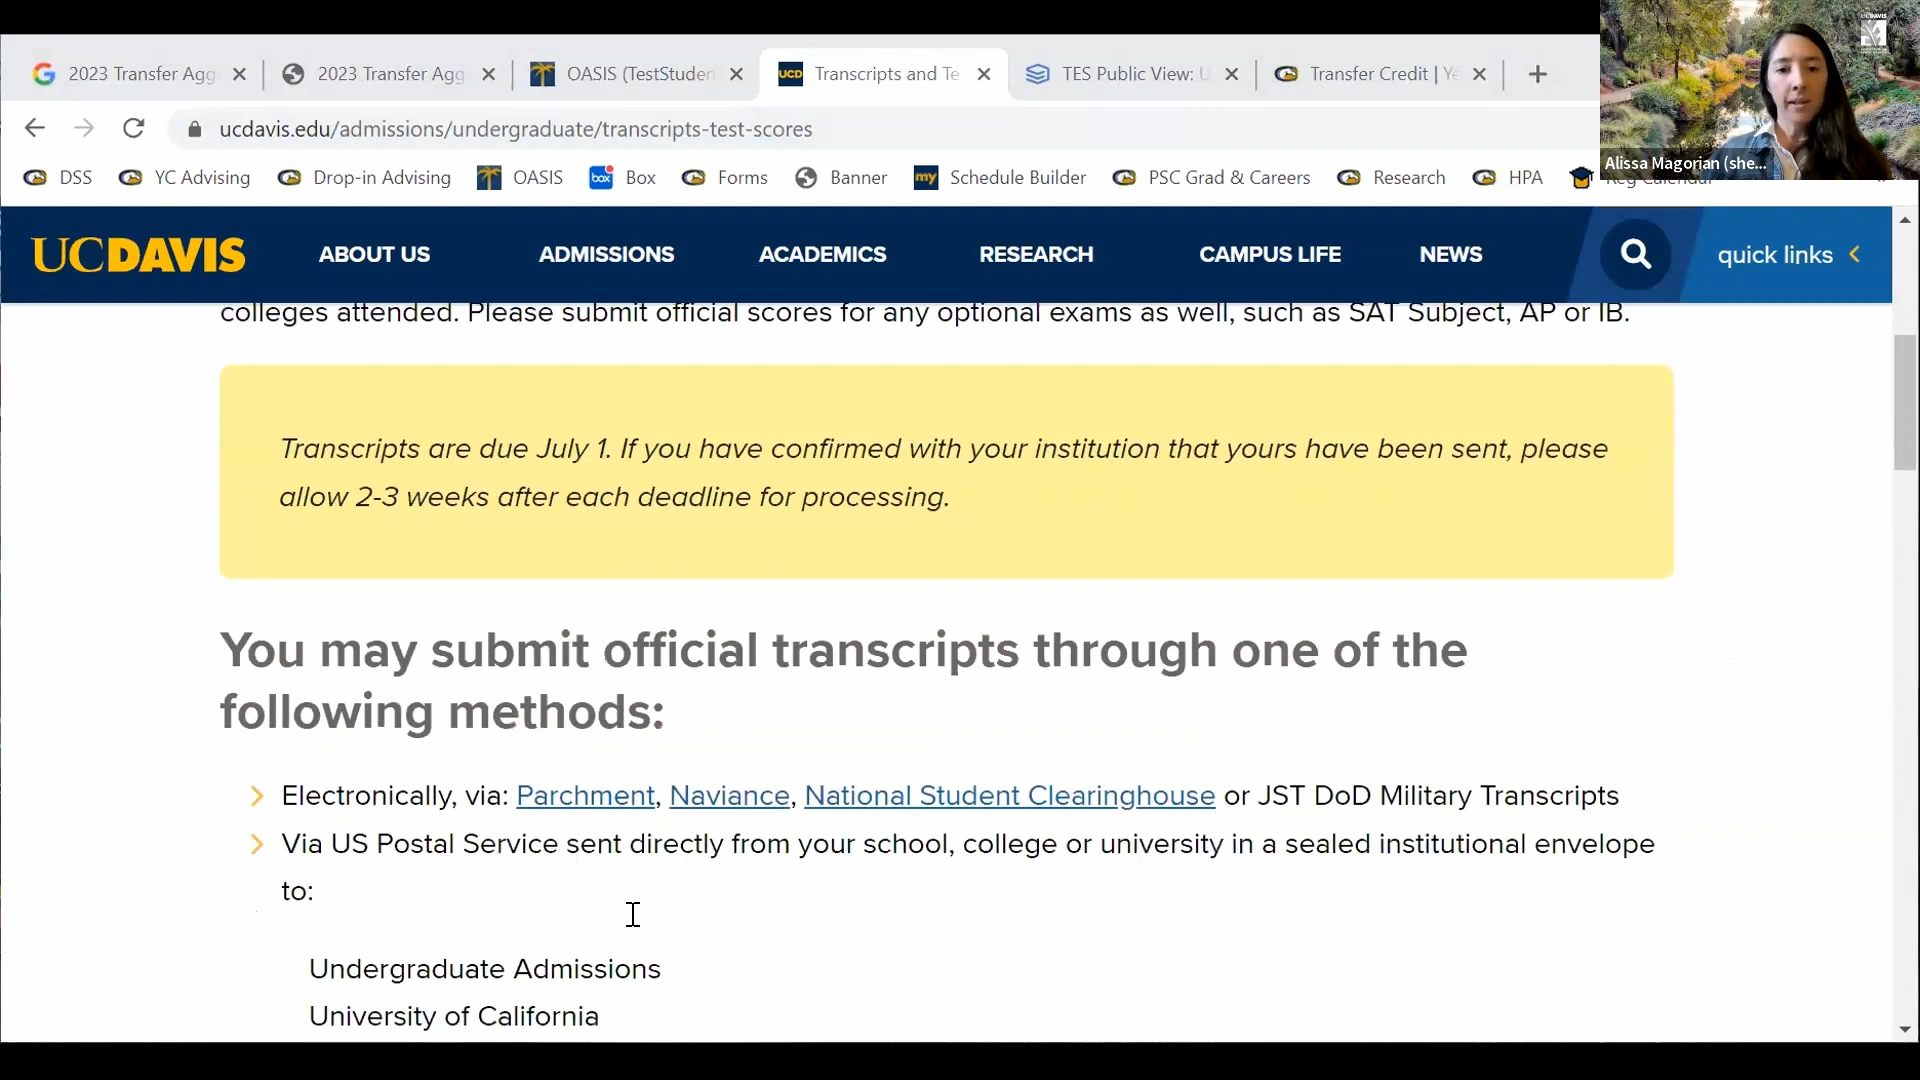 2023 Transfer Agg
2023 Transfer Agg
OASIS (TestStuden
UCD
Transcripts and Te
TES Public View: U
Transfer Credit | Ye
ucdavis.edu/admissions/undergraduate/transcripts-test-scores
DSS
YC Advising
Drop-in Advising
OASIS
box
Box
Forms
Banner
my
Schedule Builder
PSC Grad & Careers
Research
HPA
Reg Calendar
Alissa Magorian (she...
UCDAVIS
UCDAVIS
ABOUT US
ADMISSIONS
ACADEMICS
RESEARCH
CAMPUS LIFE
NEWS
quick links
colleges attended. Please submit official scores for any optional exams as well, such as SAT Subject, AP or IB.
Transcripts are due July 1. If you have confirmed with your institution that yours have been sent, please
allow 2-3 weeks after each deadline for processing.
You may submit official transcripts through one of the
following methods:
Electronically, via: Parchment, Naviance, National Student Clearinghouse or JST DoD Military Transcripts
Via US Postal Service sent directly from your school, college or university in a sealed institutional envelope
to:
Undergraduate Admissions
University of California